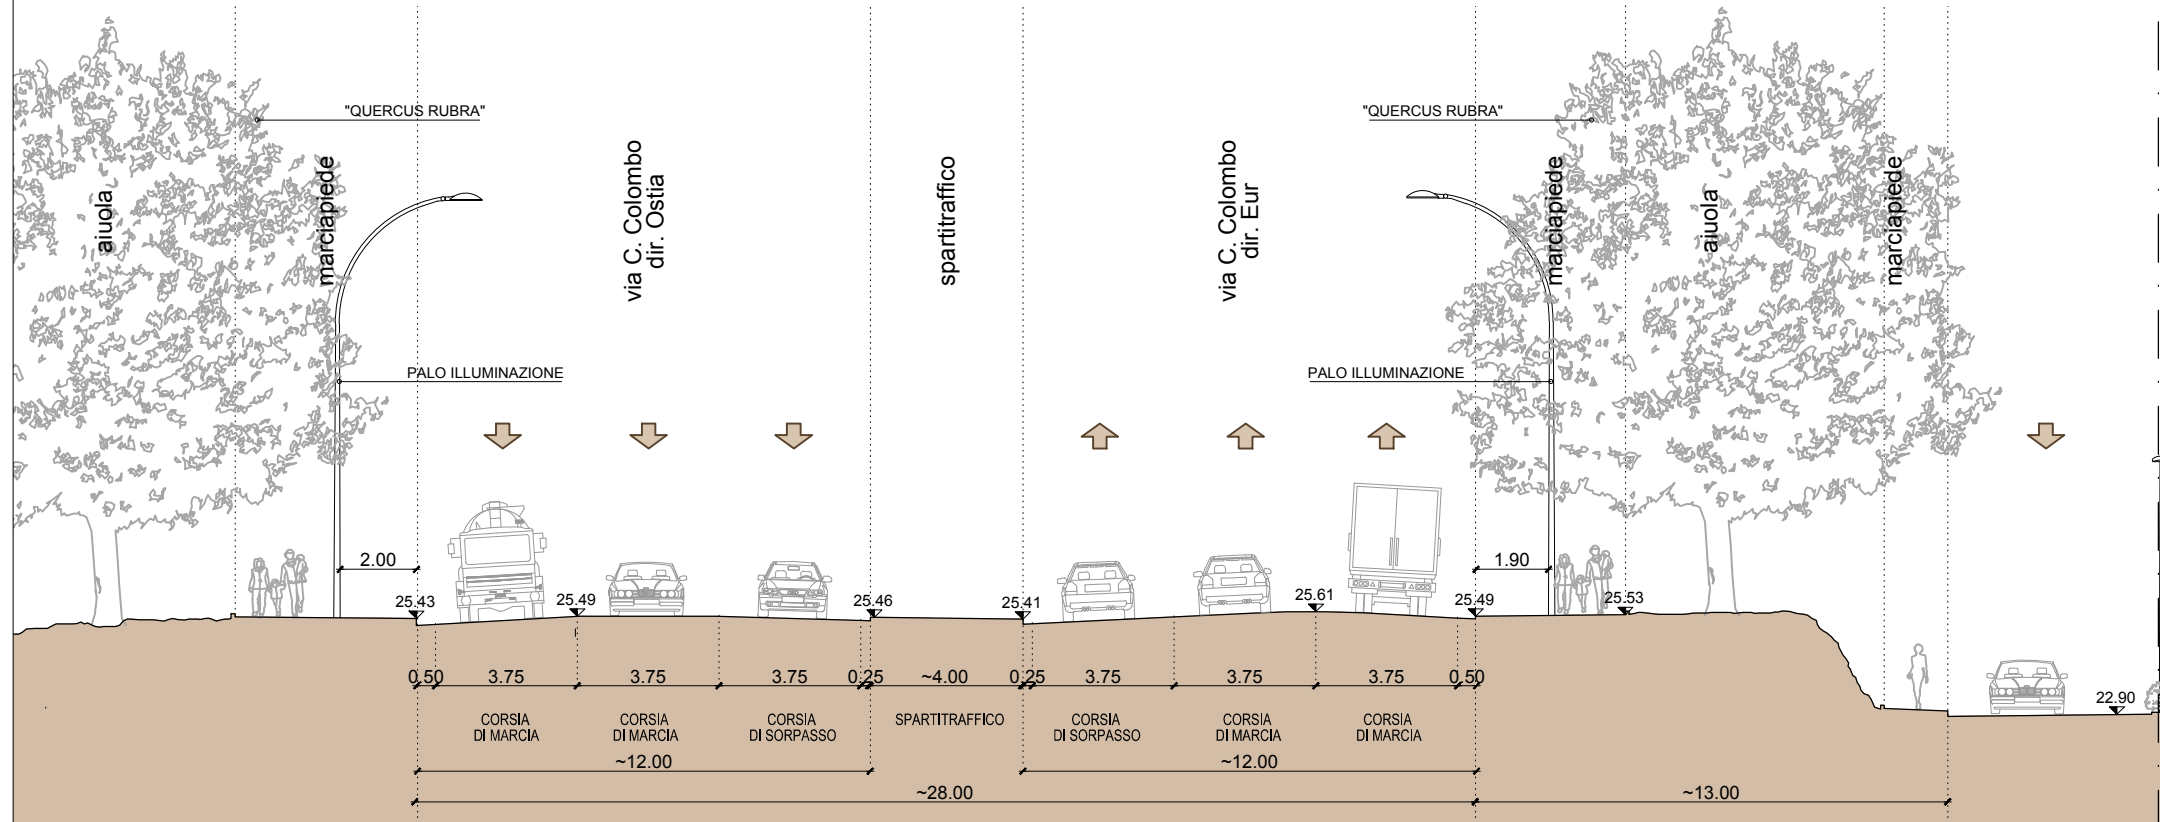 "QUERCUS RUBRA"
"QUERCUS RUBRA"
aiuola
marciapiede
via C. Colombo
dir. Ostia
spartitraffico
via C. Colombo
dir. Eur
marciapiede
aiuola
marciapiede
PALO ILLUMINAZIONE
PALO ILLUMINAZIONE
2.00
1.90
25.43
25.49
25.46
25.41
25.61
25.49
25.53
22.90
0.50
3.75
3.75
3.75
0.25
~4.00
0.25
3.75
3.75
3.75
0.50
CORSIA
DI MARCIA
CORSIA
DI MARCIA
CORSIA
DI SORPASSO
SPARTITRAFFICO
CORSIA
DI SORPASSO
CORSIA
DI MARCIA
CORSIA
DI MARCIA
~12.00
~12.00
~28.00
~13.00